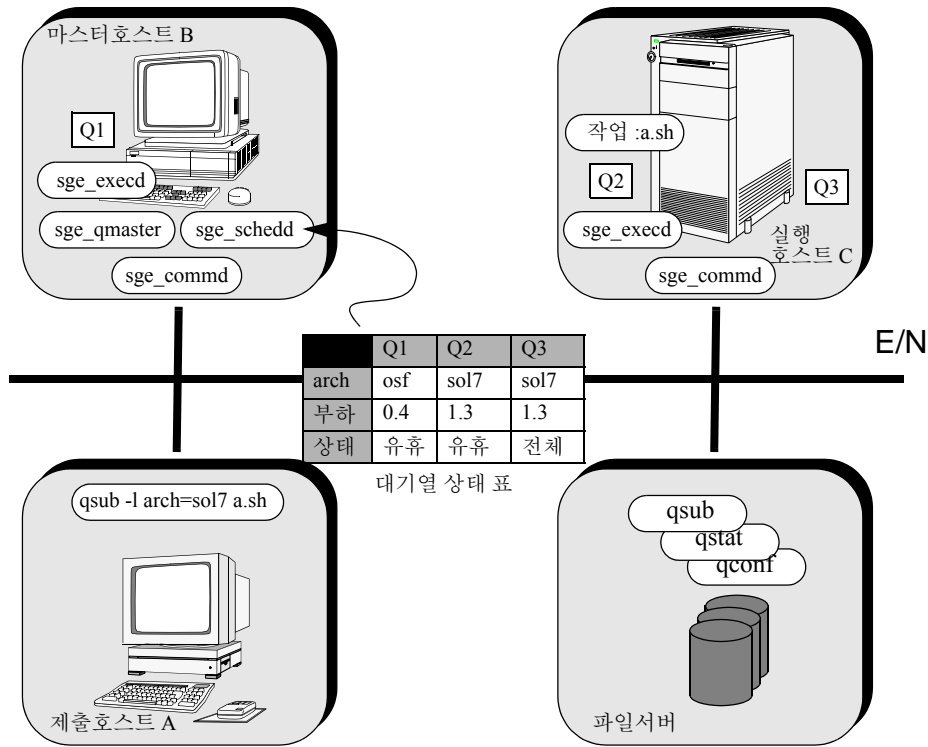 마스터호스트 B
Q1
sge_execd
sge_qmaster
sge_schedd
sge_commd
작업 :a.sh
Q2
Q3
sge_execd
실행
호스트 C
sge_commd
E/N
Q1 Q2 Q3
arch osf sol7 sol7
부하 0.4 1.3 1.3
상태 유휴 유휴 전체
대기열 상태 표
qsub -l arch=sol7 a.sh
제출호스트 A
qsub
qstat
qconf
파일서버